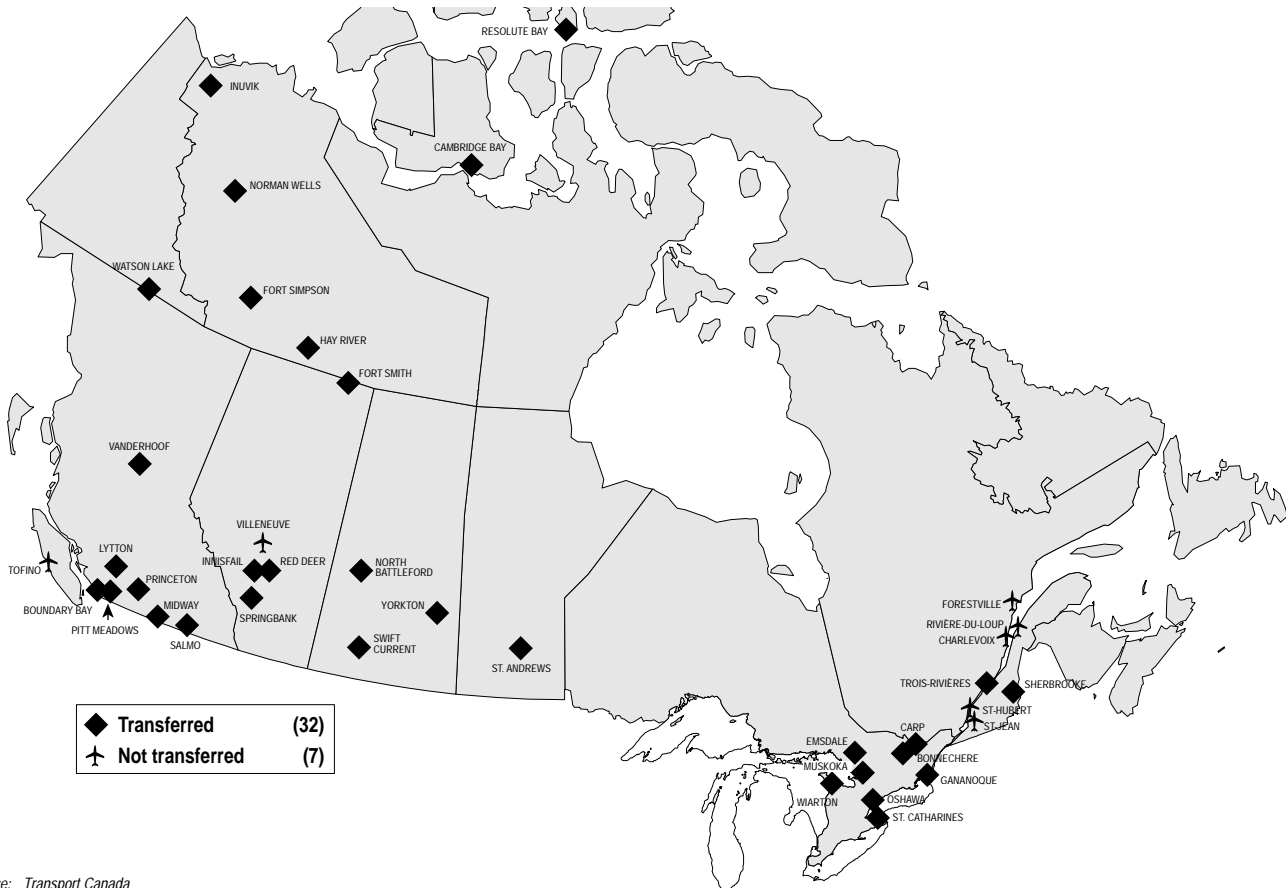 RESOLUTE BAY
INUVIK
CAMBRIDGE BAY
NORMAN WELLS
WATSON LAKE
FORT SIMPSON
HAY RIVER
FORT SMITH
VANDERHOOF
VILLENEUVE
LYTTON
INNISFAIL
RED DEER
NORTH
BATTLEFORD
TOFINO
PRINCETON
BOUNDARY BAY
MIDWAY
SPRINGBANK
YORKTON
PITT MEADOWS
SALMO
SWIFT
CURRENT
ST. ANDREWS
FORESTVILLE
RIVIÈRE-DU-LOUP
CHARLEVOIX
TROIS-RIVIÈRES
SHERBROOKE
ST-HUBERT
ST-JEAN
CARP
EMSDALE
BONNECHERE
MUSKOKA
GANANOQUE
WIARTON
OSHAWA
ST. CATHARINES
Transferred (32)
Not transferred (7)
Transport Canada